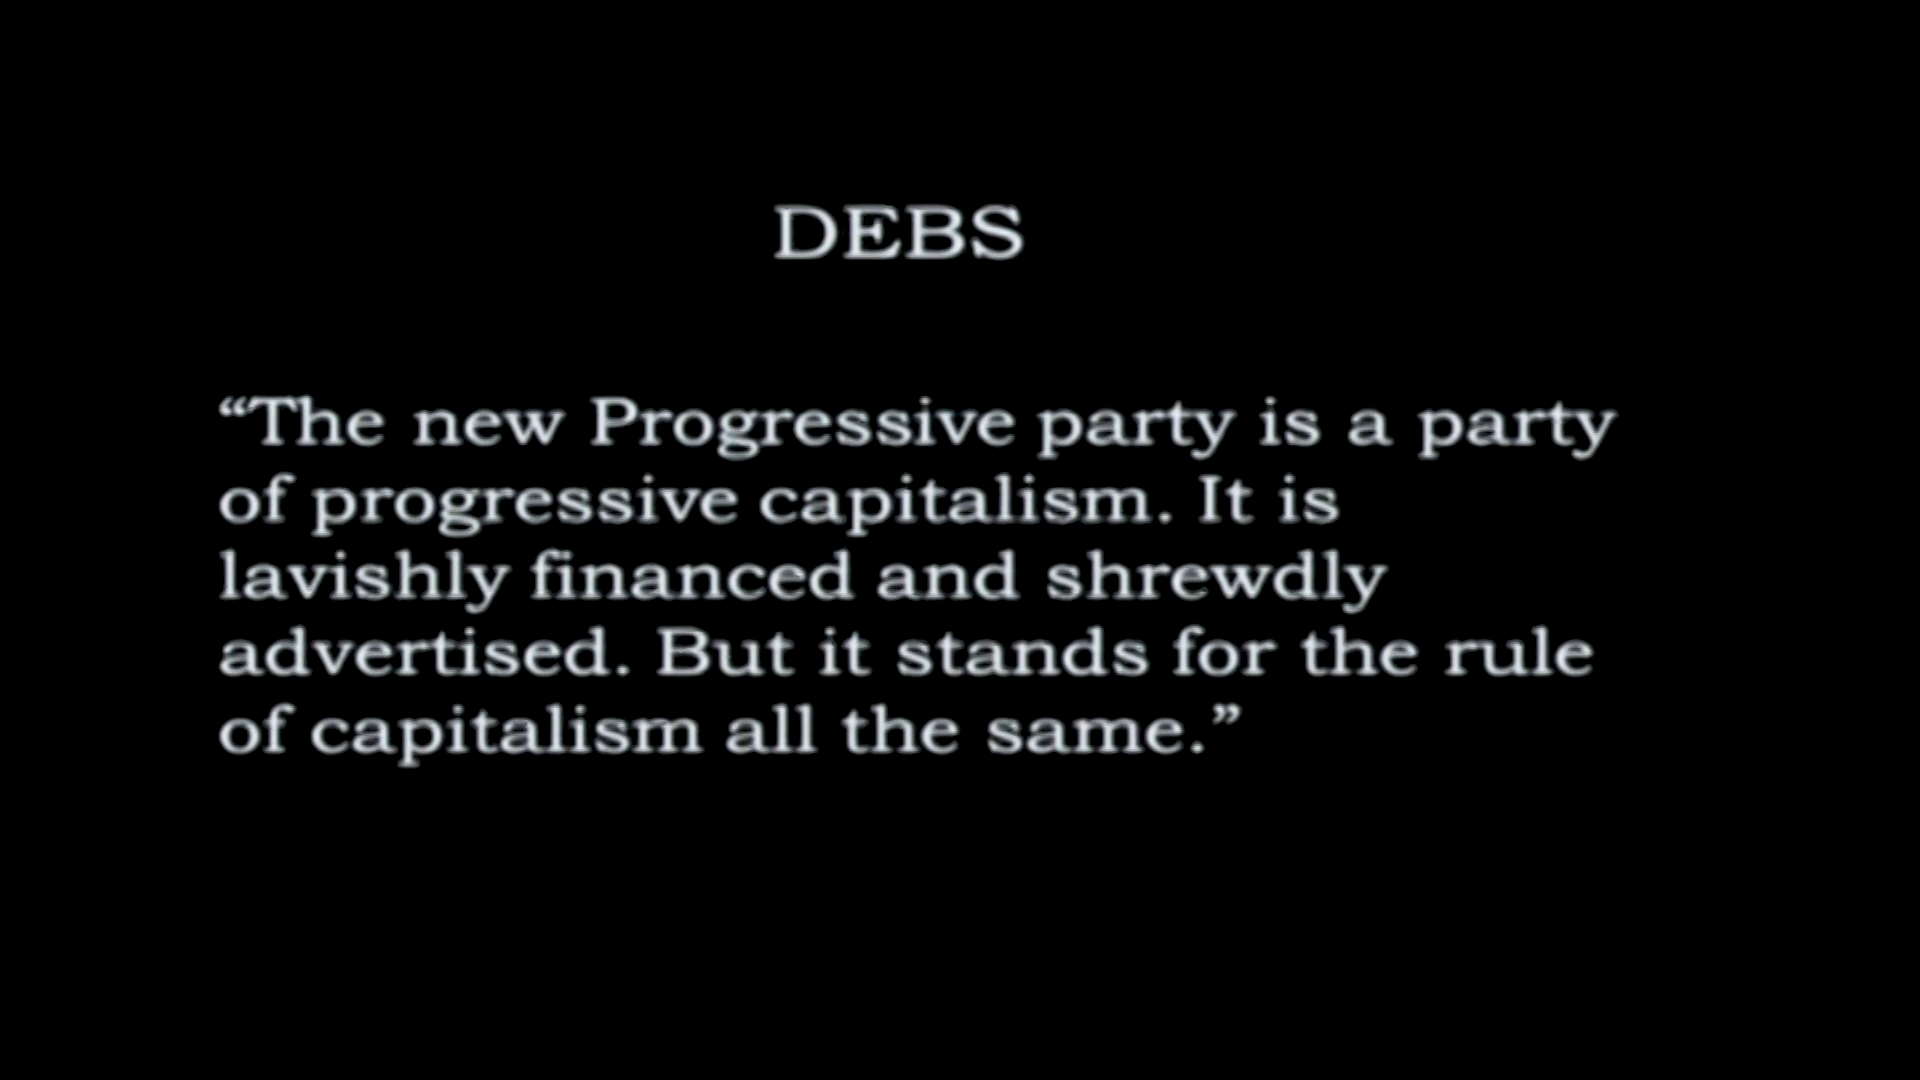 DEBS
“The new Progressive party is a party
of progressive capitalism. It is
lavishly financed and shrewdly
advertised. But it stands for the rule
of capitalism all the same.”